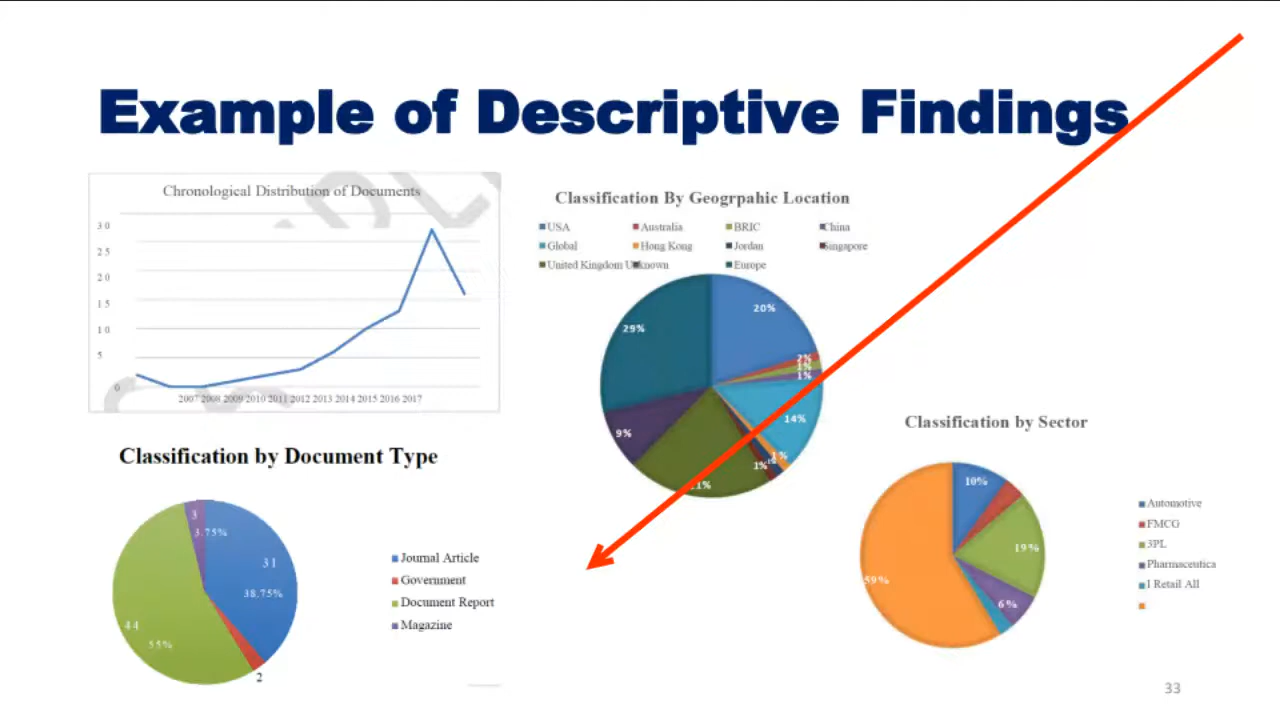 Example of Descriptive Findings
Chronological Distribution of Documents
30
25
20
15
10
5
0
2007 2008 2009 2010 2011 2012 2013 2014 2015 2016 2017
Classification By Geogrpahic Location
USA Australia BRIC China
Global Hong Kong Jordan Singapore
United Kingdom Unknown Europe
20%
2%
1%
1%
14%
1%
1%
9%
29%
Classification by Document Type
3
3.75%
31
38.75%
44
55%
2
Journal Article
Government
Document Report
Magazine
Classification by Sector
10%
19%
6%
59%
Automotive
FMCG
3PL
Pharmaceutica
l Retail All
33